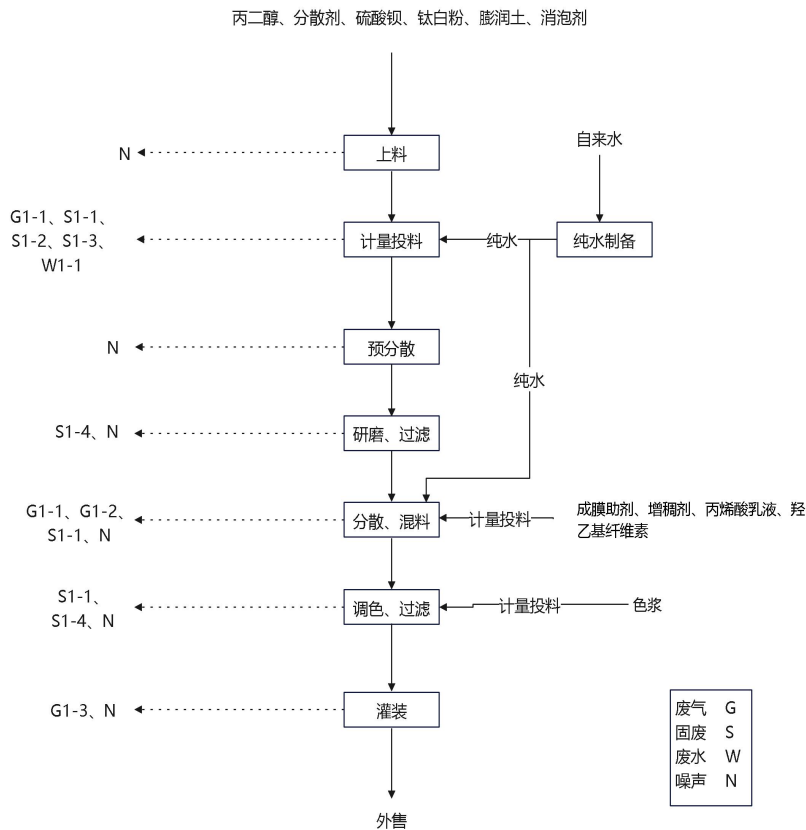 丙二醇、分散剂、硫酸钡、钛白粉、膨润土、消泡剂
自来水
N
上料
G1-1、S1-1、
S1-2、S1-3、
W1-1
计量投料
纯水
纯水制备
N
预分散
纯水
S1-4、N
研磨、过滤
G1-1、G1-2、
S1-1、N
分散、混料
计量投料
成膜助剂、增稠剂、丙烯酸乳液、羟
乙基纤维素
S1-1、
S1-4、N
调色、过滤
计量投料
色浆
G1-3、N
灌装
废气 G
固废 S
废水 W
噪声 N
外售